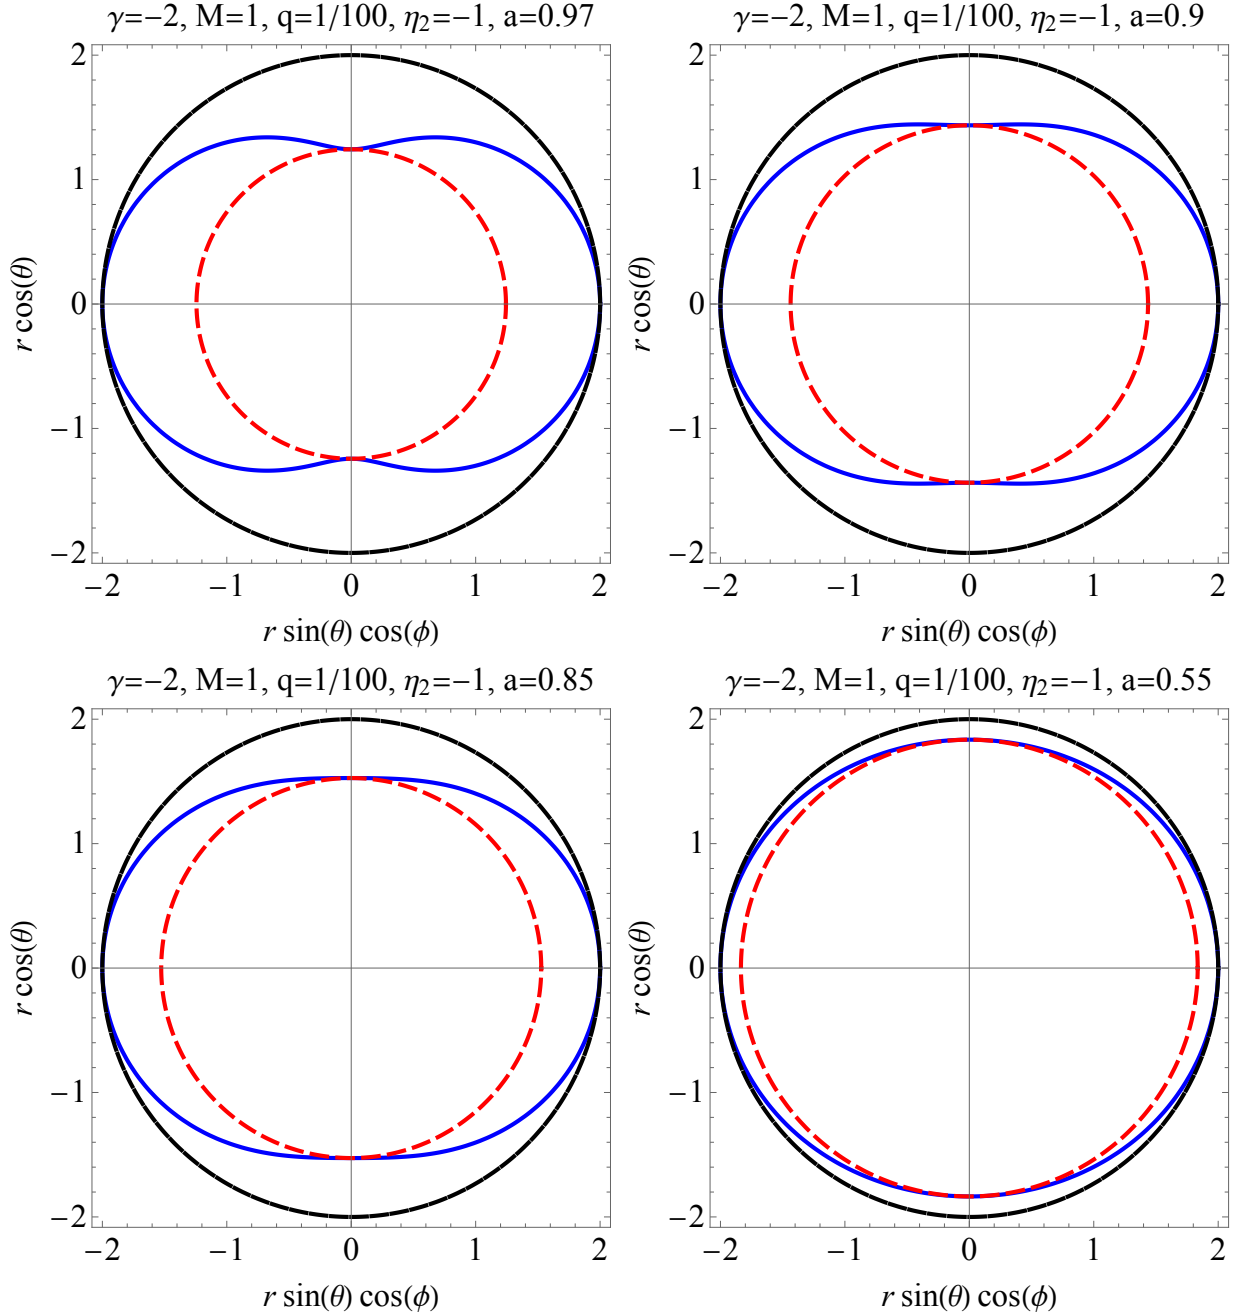 γ=−2, M=1, q=1/100, η₂=−1, a=0.97
2
1
0
−1
−2
−2 −1 0 1 2
r cos(θ)
r sin(θ) cos(ϕ)
γ=−2, M=1, q=1/100, η₂=−1, a=0.9
2
1
0
−1
−2
−2 −1 0 1 2
r cos(θ)
r sin(θ) cos(ϕ)
γ=−2, M=1, q=1/100, η₂=−1, a=0.85
2
1
0
−1
−2
−2 −1 0 1 2
r cos(θ)
r sin(θ) cos(ϕ)
γ=−2, M=1, q=1/100, η₂=−1, a=0.55
2
1
0
−1
−2
−2 −1 0 1 2
r cos(θ)
r sin(θ) cos(ϕ)